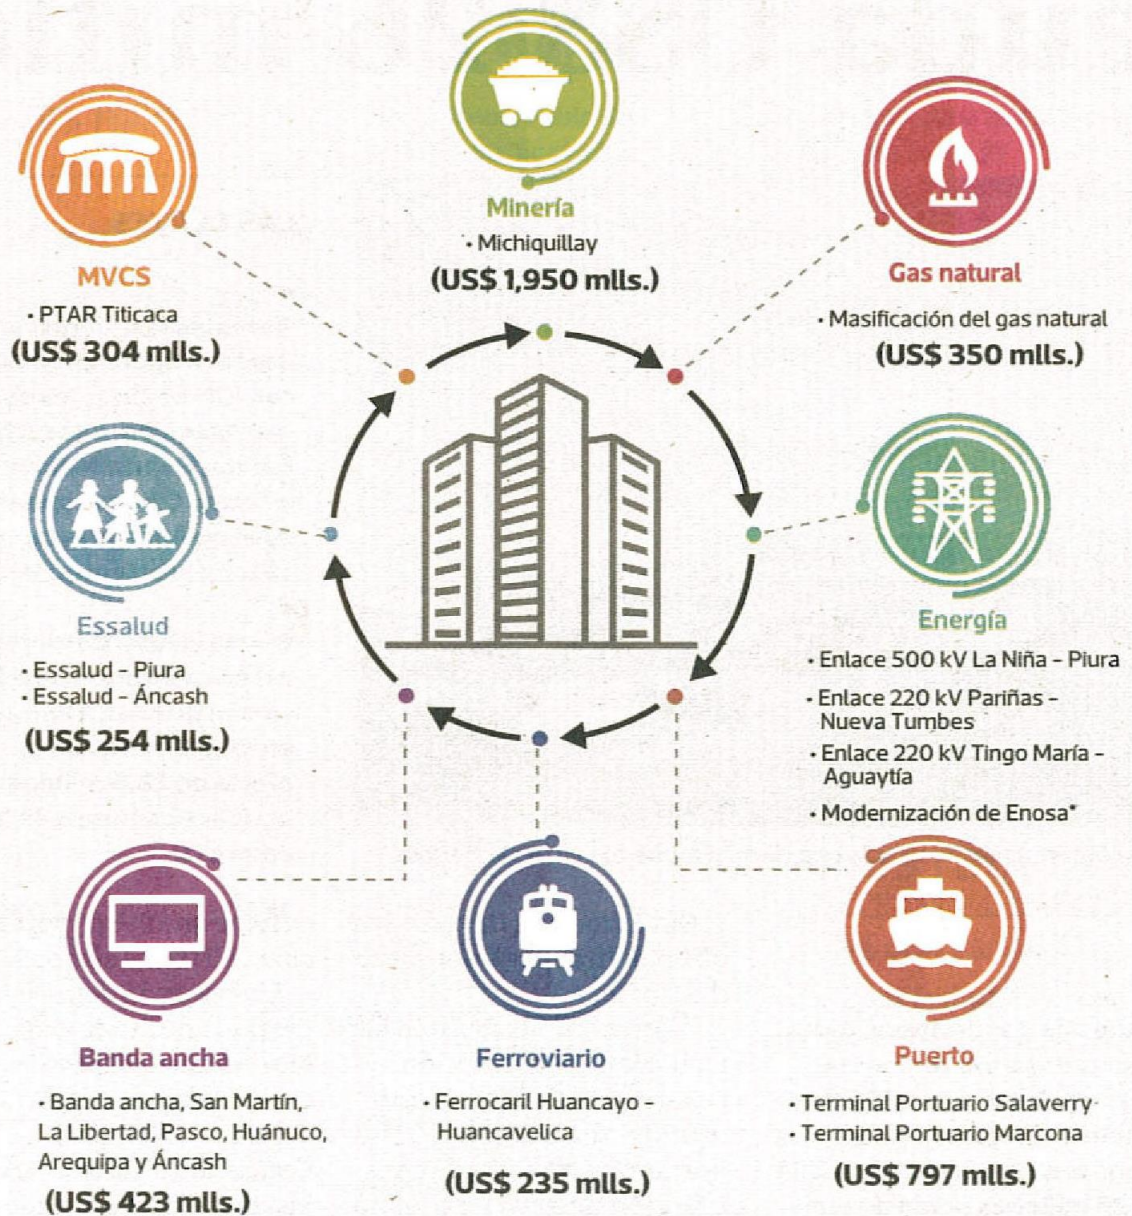 Minería
· Michiquillay
(US$ 1,950 mlls.)
MVCS
· PTAR Titicaca
(US$ 304 mlls.)
Gas natural
· Masificación del gas natural
(US$ 350 mlls.)
Essalud
· Essalud – Piura
· Essalud – Áncash
(US$ 254 mlls.)
Energía
· Enlace 500 kV La Niña – Piura
· Enlace 220 kV Pariñas –
Nueva Tumbes
· Enlace 220 kV Tingo María –
Aguaytía
· Modernización de Enosa*
Banda ancha
· Banda ancha, San Martín,
La Libertad, Pasco, Huánuco,
Arequipa y Áncash
(US$ 423 mlls.)
Ferroviario
· Ferrocaril Huancayo –
Huancavelica
(US$ 235 mlls.)
Puerto
· Terminal Portuario Salaverry
· Terminal Portuario Marcona
(US$ 797 mlls.)